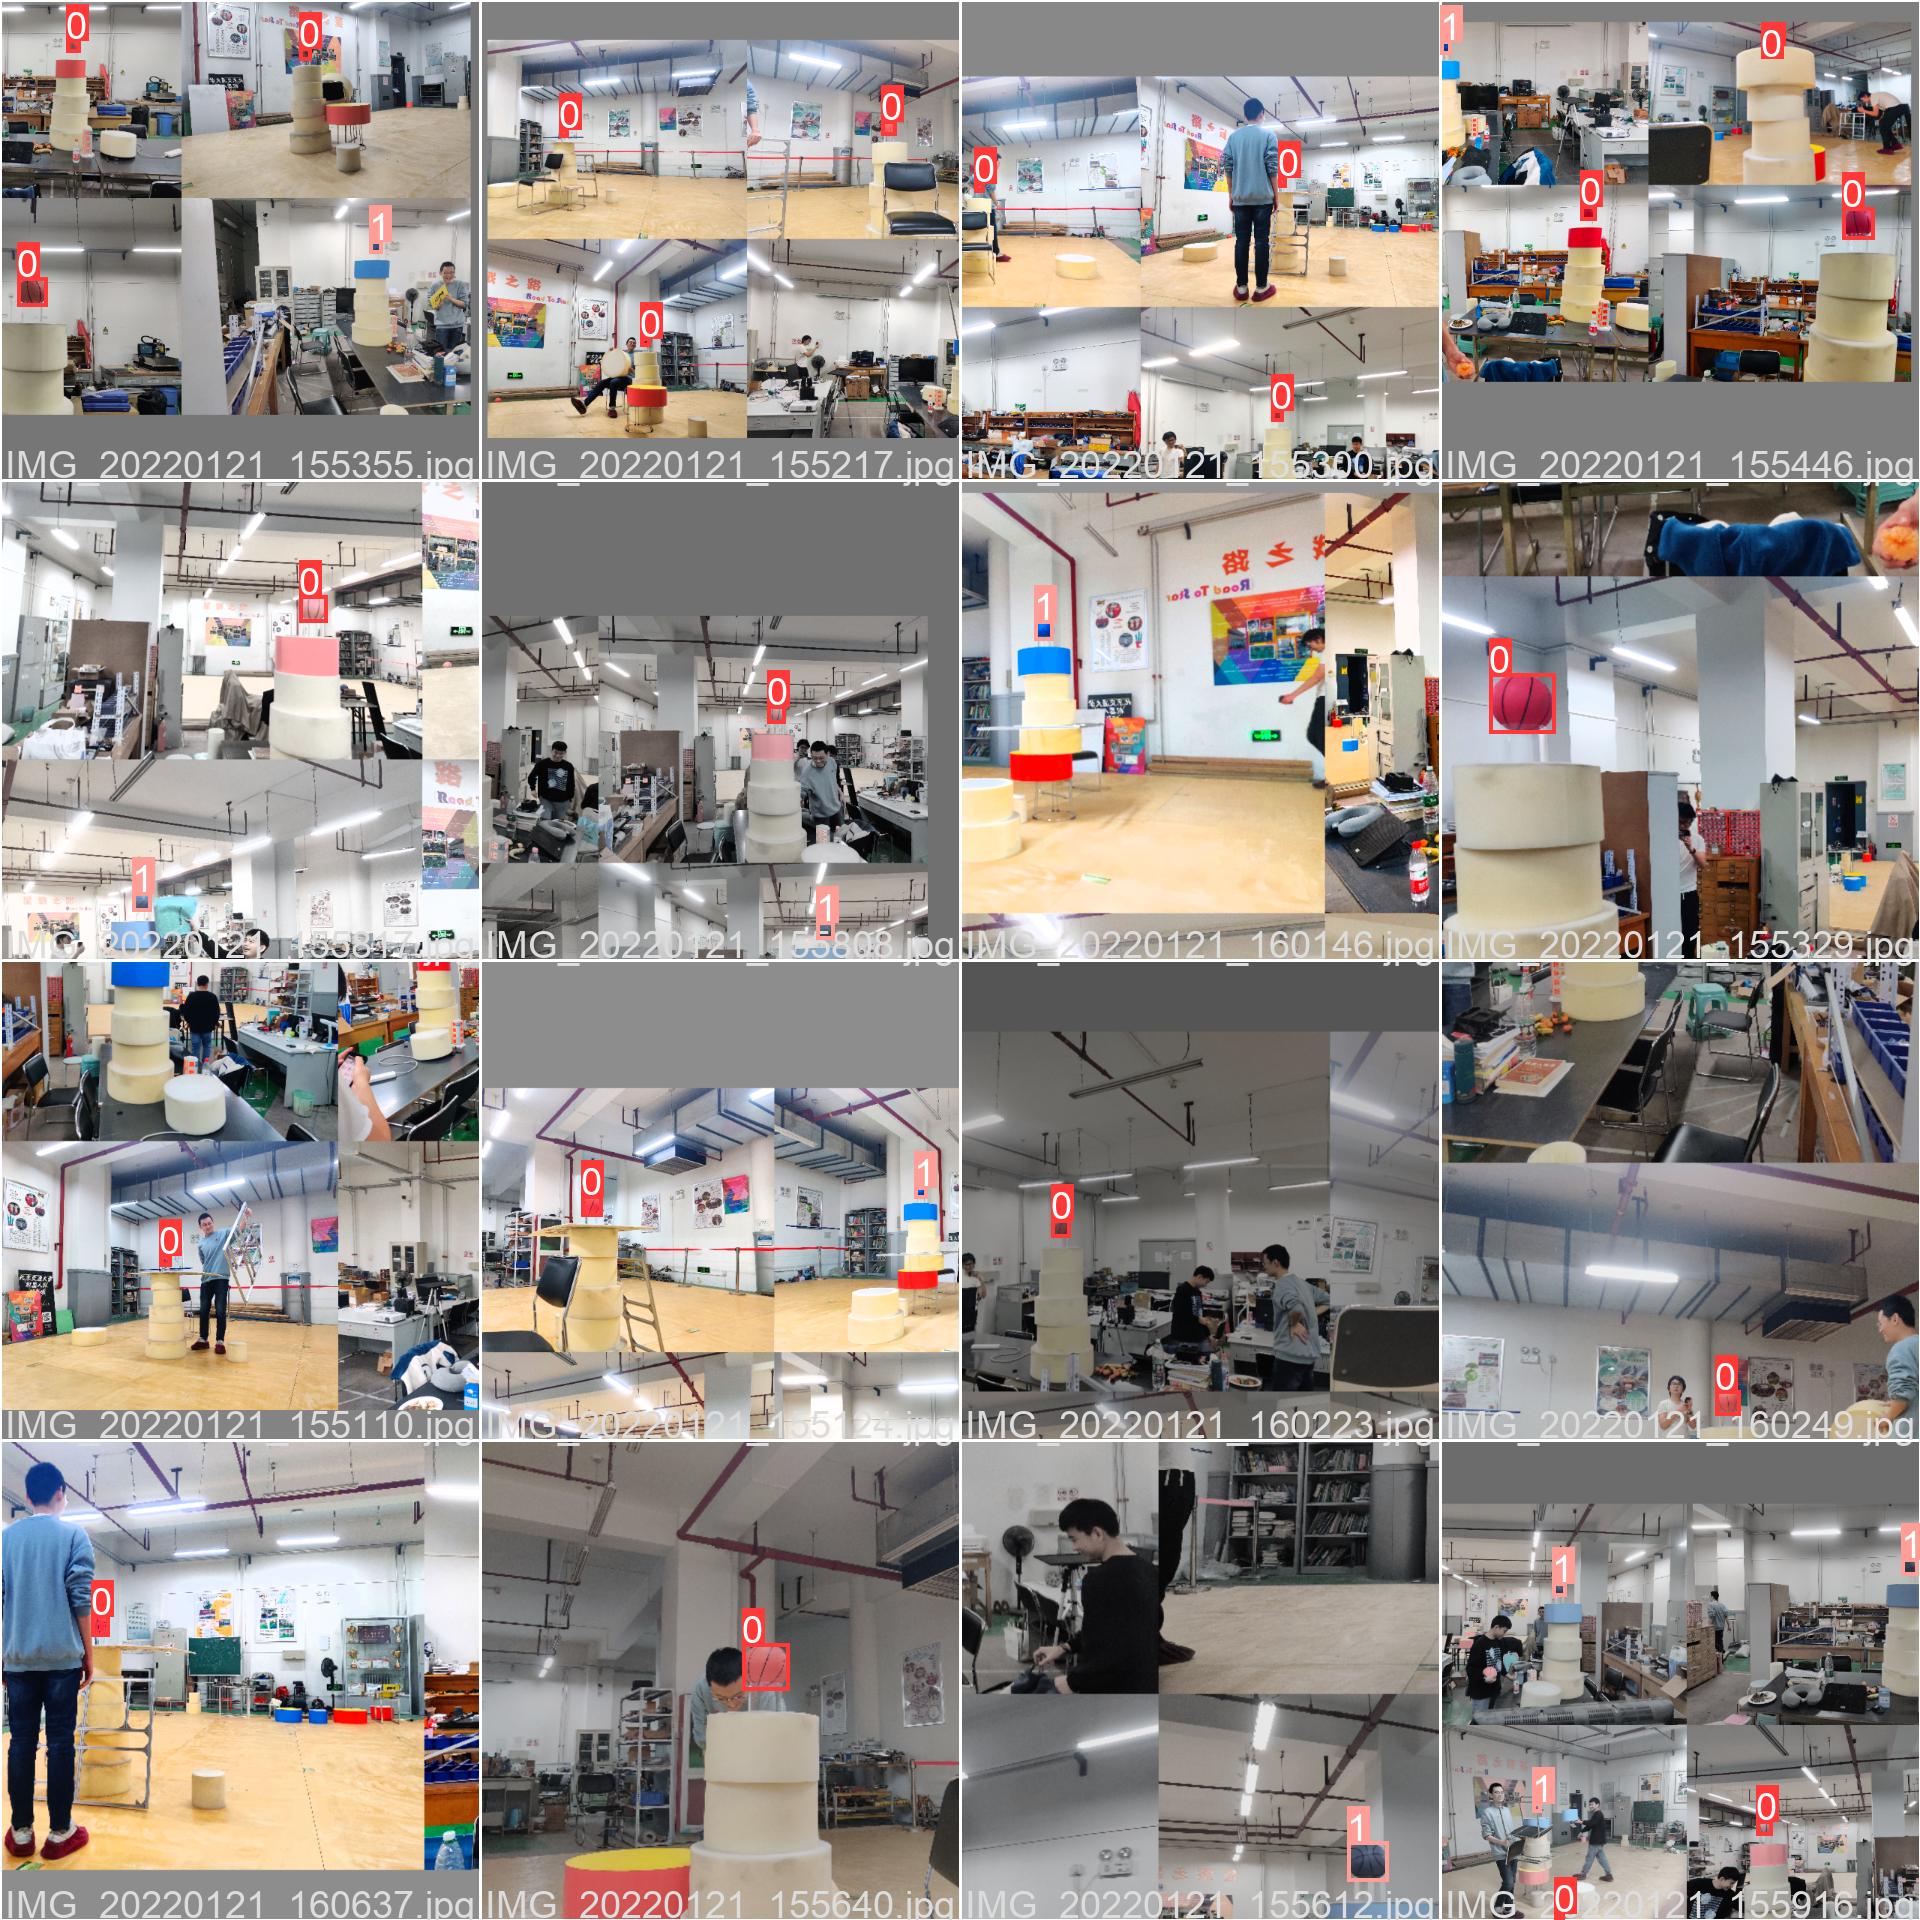 0
0
0
1
IMG_20220121_155355.jpg
0
0
0
IMG_20220121_155217.jpg
0
0
0
IMG_20220121_155300.jpg
1
0
0
0
IMG_20220121_155446.jpg
0
1
IMG_20220121_155817.jpg
0
1
IMG_20220121_155808.jpg
路 之
Road To Star
1
IMG_20220121_160146.jpg
0
IMG_20220121_155329.jpg
0
IMG_20220121_155110.jpg
0
1
IMG_20220121_155124.jpg
0
IMG_20220121_160223.jpg
0
IMG_20220121_160249.jpg
0
IMG_20220121_160637.jpg
0
IMG_20220121_155640.jpg
1
IMG_20220121_155612.jpg
1
1
1
0
0
IMG_20220121_155916.jpg